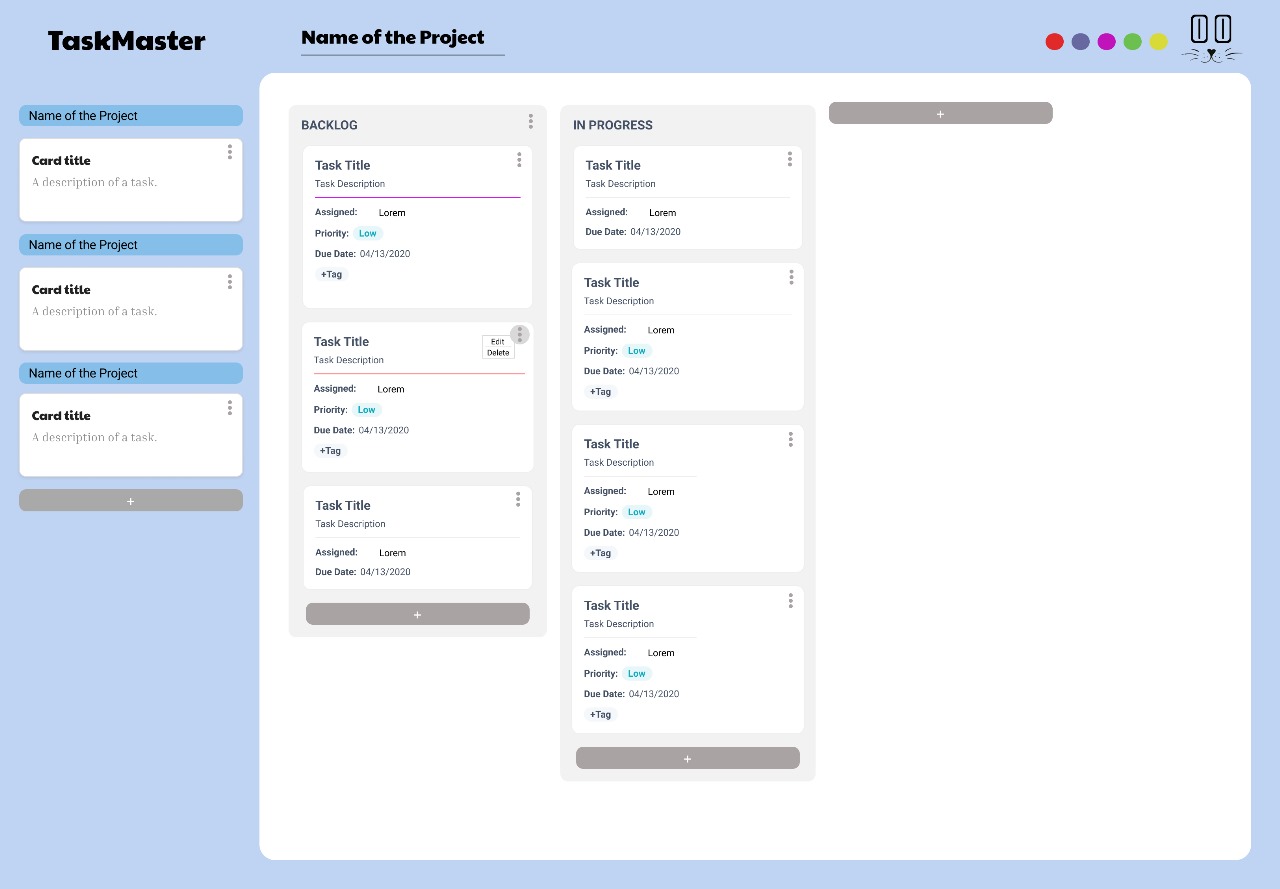 TaskMaster
Name of the Project
Name of the Project
Card title
A description of a task.
Name of the Project
Card title
A description of a task.
Name of the Project
Card title
A description of a task.
+
BACKLOG
Task Title
Task Description
Assigned: Lorem
Priority: Low
Due Date: 04/13/2020
+Tag
Task Title
Edit
Delete
Task Description
Assigned: Lorem
Priority: Low
Due Date: 04/13/2020
+Tag
Task Title
Task Description
Assigned: Lorem
Due Date: 04/13/2020
+
IN PROGRESS
Task Title
Task Description
Assigned: Lorem
Due Date: 04/13/2020
Task Title
Task Description
Assigned: Lorem
Priority: Low
Due Date: 04/13/2020
+Tag
Task Title
Task Description
Assigned: Lorem
Priority: Low
Due Date: 04/13/2020
+Tag
Task Title
Task Description
Assigned: Lorem
Priority: Low
Due Date: 04/13/2020
+Tag
+
+